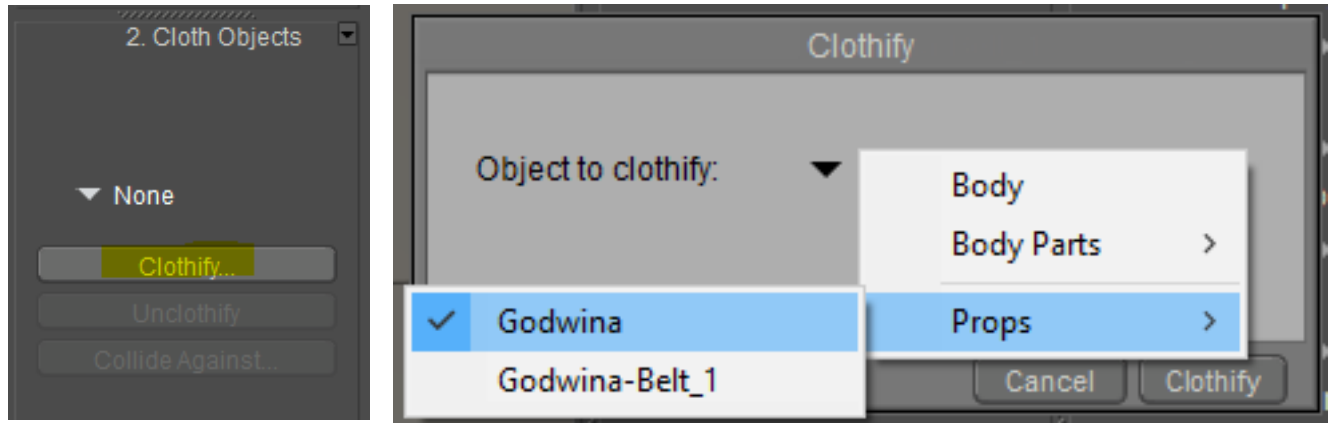 2. Cloth Objects
None
Clothify...
Unclothify
Collide Against...
Clothify
Object to clothify:
Body
Body Parts
Props
Godwina
Godwina-Belt_1
Cancel
Clothify